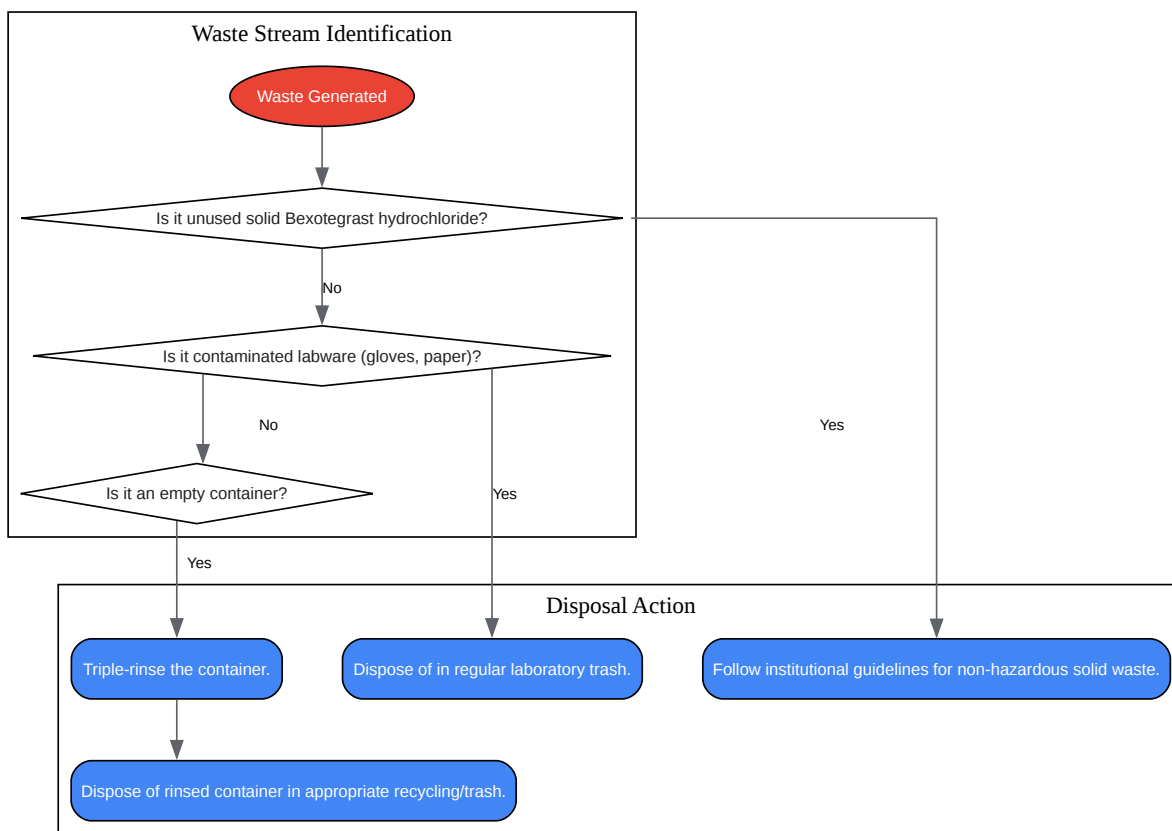 Waste Stream Identification
Waste Generated
Is it unused solid Bexotegrast hydrochloride?
No
Is it contaminated labware (gloves, paper)?
No
Yes
Is it an empty container?
Yes
Yes
Disposal Action
Triple-rinse the container.
Dispose of in regular laboratory trash.
Follow institutional guidelines for non-hazardous solid waste.
Dispose of rinsed container in appropriate recycling/trash.